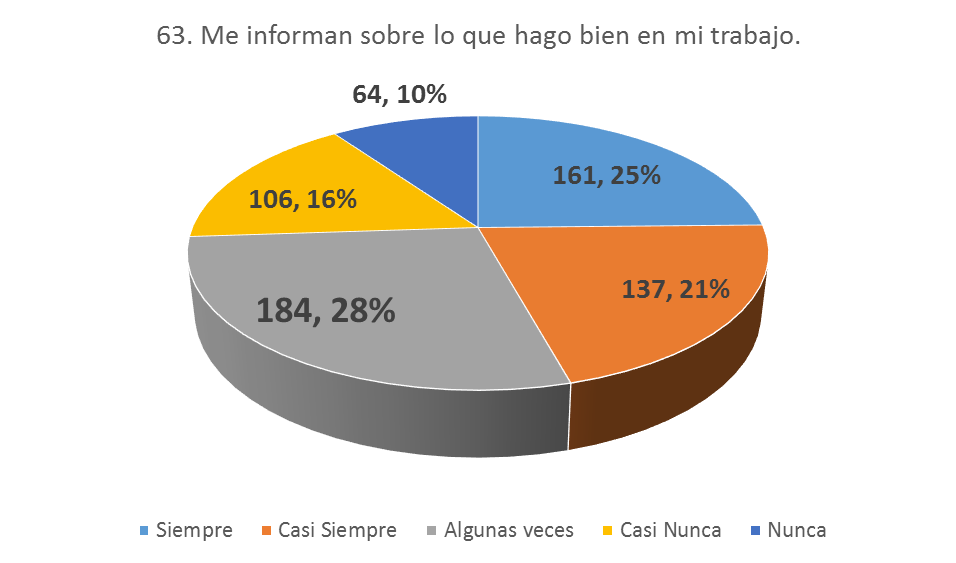 63. Me informan sobre lo que hago bien en mi trabajo.
64, 10%
161, 25%
106, 16%
137, 21%
184, 28%
Siempre
Casi Siempre
Algunas veces
Casi Nunca
Nunca